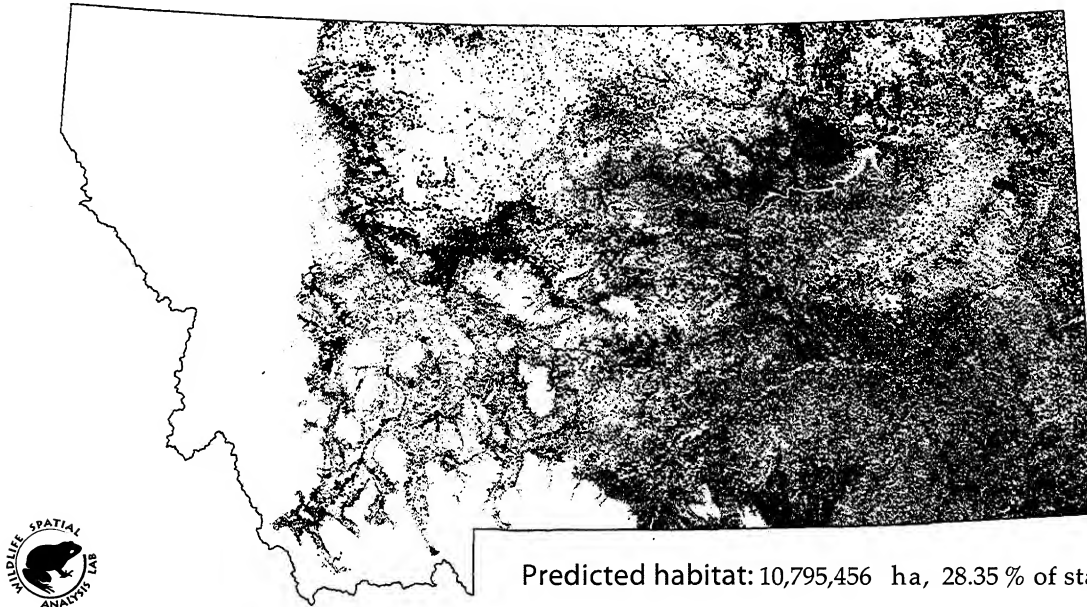 WILDLIFE SPATIAL
ANALYSIS LAB
Predicted habitat: 10,795,456 ha, 28.35 % of sta